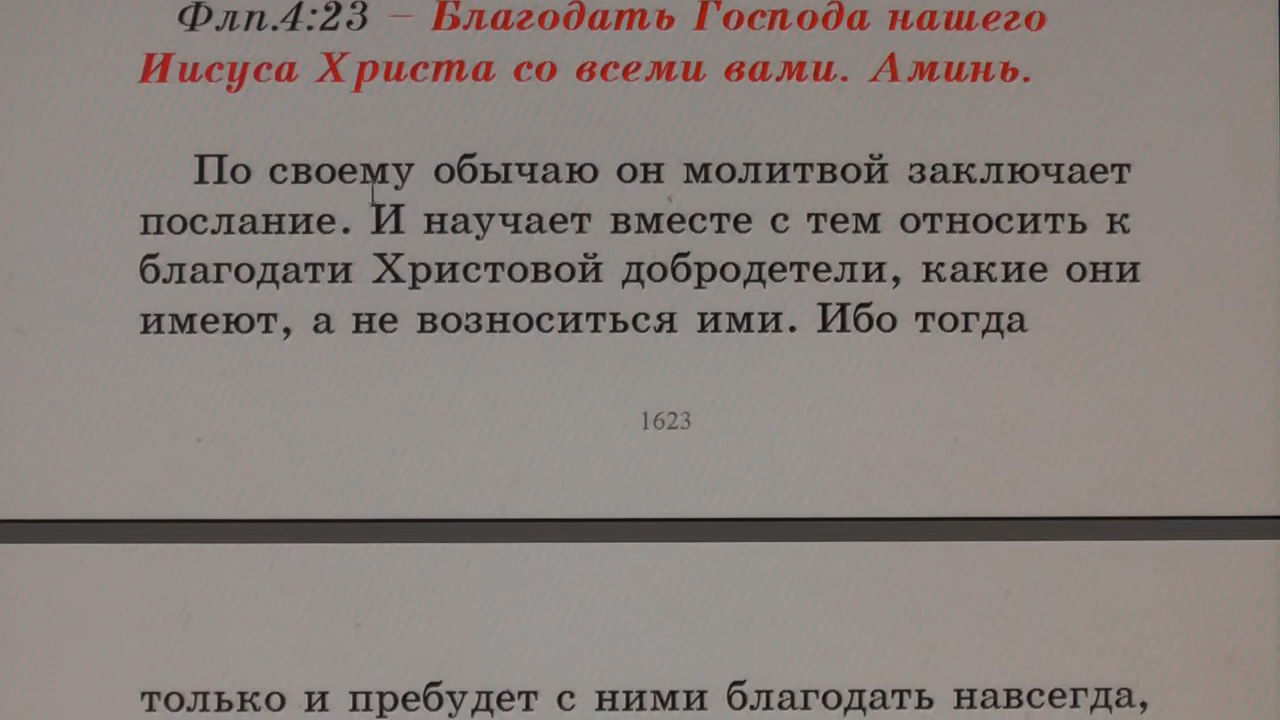 Флп.4:23 – Благодать Господа нашего
Иисуса Христа со всеми вами. Аминь.
По своему обычаю он молитвой заключает
послание. И научает вместе с тем относить к
благодати Христовой добродетели, какие они
имеют, а не возноситься ими. Ибо тогда
1623
только и пребудет с ними благодать навсегда,